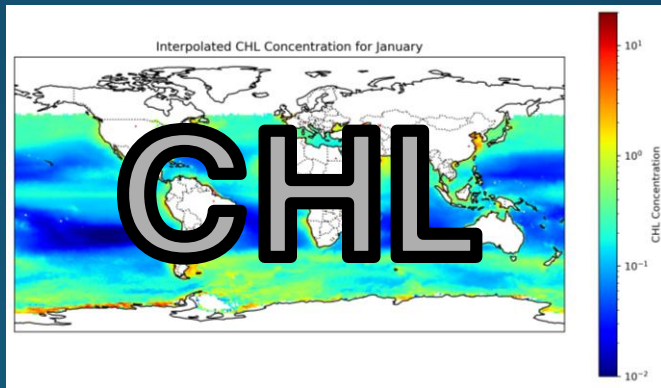 Interpolated CHL Concentration for January
CHL
10¹
10⁰
10⁻¹
10⁻²
CHL Concentration